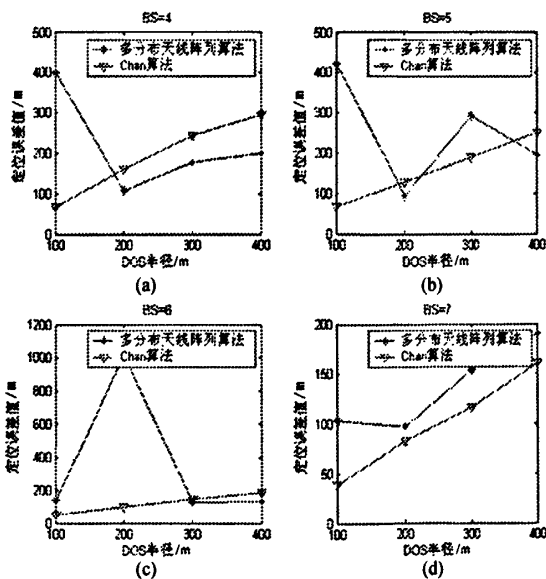 BS=4
500
400
300
200
100
0
100
200
300
400
定位误差值/m
DOS半径/m
多分布天线阵列算法
Chan算法
(a)
BS=5
500
400
300
200
100
0
100
200
300
400
定位误差值/m
DOS半径/m
多分布天线阵列算法
Chan算法
(b)
BS=6
1200
1000
800
600
400
200
0
100
200
300
400
定位误差值/m
DOS半径/m
多分布天线阵列算法
Chan算法
(c)
BS=7
200
150
100
50
0
100
200
300
400
定位误差值/m
DOS半径/m
多分布天线阵列算法
Chan算法
(d)